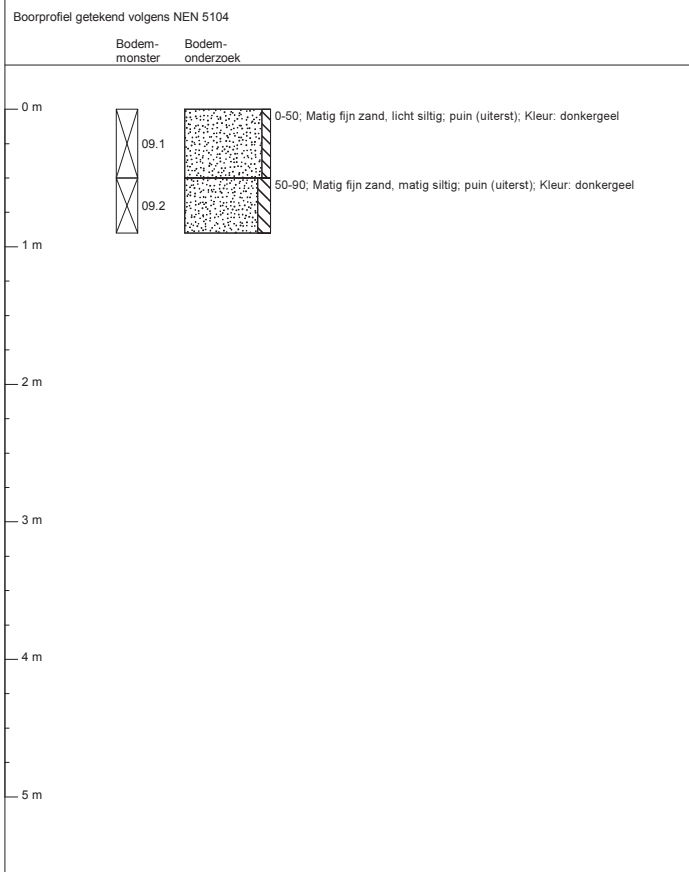 Boorprofiel getekend volgens NEN 5104
Bodem-
monster
Bodem-
onderzoek
0 m
09.1
0-50; Matig fijn zand, licht siltig; puin (uiterst); Kleur: donkergeel
09.2
50-90; Matig fijn zand, matig siltig; puin (uiterst); Kleur: donkergeel
1 m
2 m
3 m
4 m
5 m